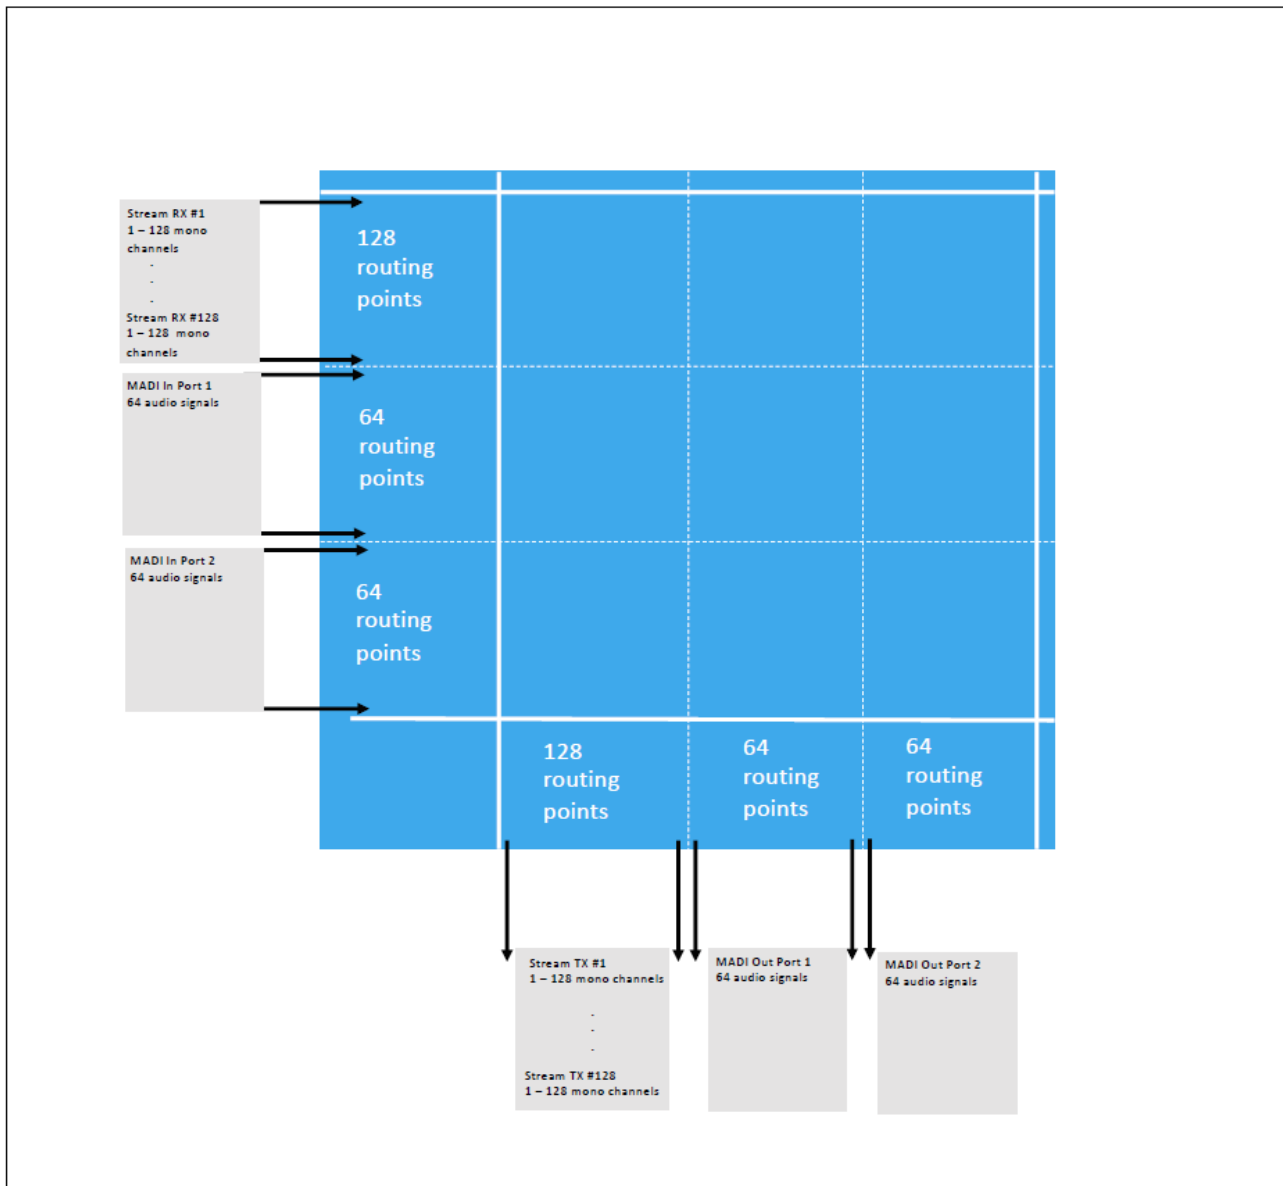 Stream RX #1
1 – 128 mono
channels
.
.
.
Stream RX #128
1 – 128  mono
channels
128
routing
points
MADI In Port 1
64 audio signals
64
routing
points
MADI In Port 2
64 audio signals
64
routing
points
128
routing
points
64
routing
points
64
routing
points
Stream TX #1
1 – 128 mono channels
.
.
.
Stream TX #128
1 – 128 mono channels
MADI Out Port 1
64 audio signals
MADI Out Port 2
64 audio signals